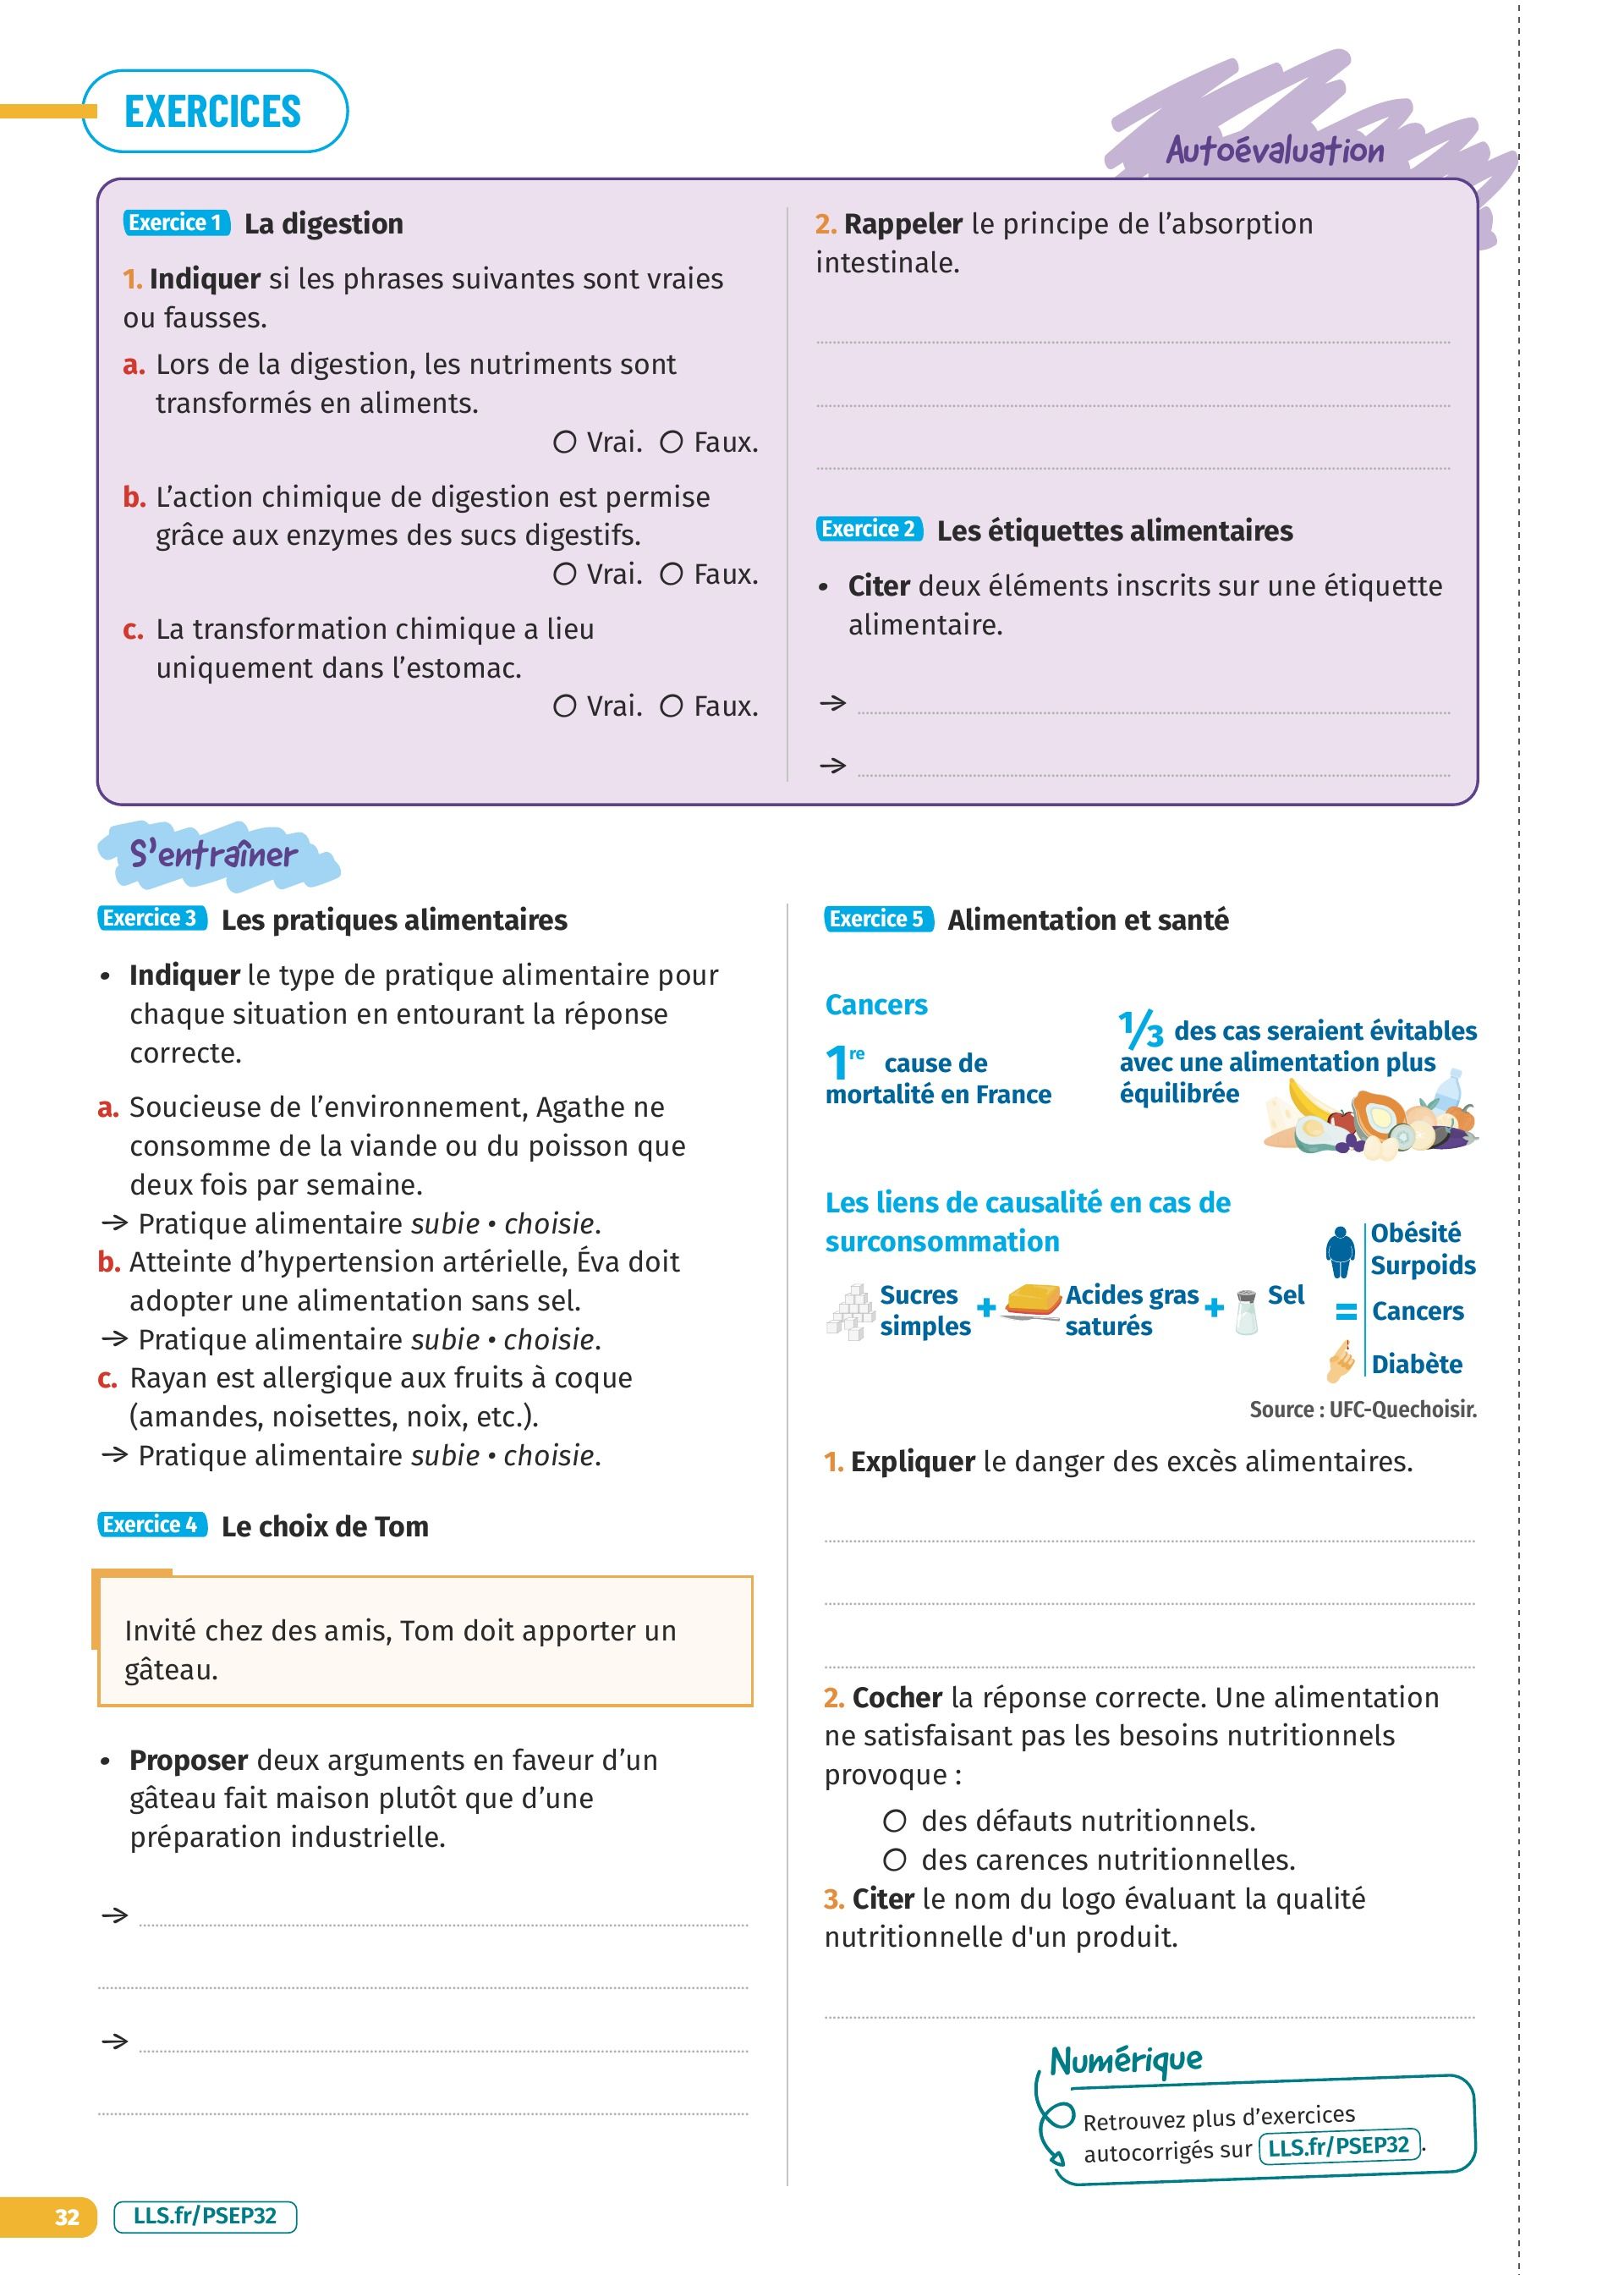 EXERCICES
Autoévaluation
Exercice 1 La digestion
1. Indiquer si les phrases suivantes sont vraies
ou fausses.
a. Lors de la digestion, les nutriments sont
transformés en aliments.
Vrai. Faux.
b. L’action chimique de digestion est permise
grâce aux enzymes des sucs digestifs.
Vrai. Faux.
c. La transformation chimique a lieu
uniquement dans l’estomac.
Vrai. Faux.
2. Rappeler le principe de l’absorption
intestinale.
Exercice 2 Les étiquettes alimentaires
• Citer deux éléments inscrits sur une étiquette
alimentaire.
→
→
S’entraîner
Exercice 3 Les pratiques alimentaires
• Indiquer le type de pratique alimentaire pour
chaque situation en entourant la réponse
correcte.
a. Soucieuse de l’environnement, Agathe ne
consomme de la viande ou du poisson que
deux fois par semaine.
→ Pratique alimentaire subie • choisie.
b. Atteinte d’hypertension artérielle, Éva doit
adopter une alimentation sans sel.
→ Pratique alimentaire subie • choisie.
c. Rayan est allergique aux fruits à coque
(amandes, noisettes, noix, etc.).
→ Pratique alimentaire subie • choisie.
Exercice 4 Le choix de Tom
Invité chez des amis, Tom doit apporter un
gâteau.
• Proposer deux arguments en faveur d’un
gâteau fait maison plutôt que d’une
préparation industrielle.
→
→
Exercice 5 Alimentation et santé
Cancers
1re cause de
mortalité en France
1/3 des cas seraient évitables
avec une alimentation plus
équilibrée
Les liens de causalité en cas de
surconsommation
Sucres
simples
+
Acides gras
saturés
+
Sel
=
Obésité
Surpoids
Cancers
Diabète
Source : UFC-Quechoisir.
1. Expliquer le danger des excès alimentaires.
2. Cocher la réponse correcte. Une alimentation
ne satisfaisant pas les besoins nutritionnels
provoque :
des défauts nutritionnels.
des carences nutritionnelles.
3. Citer le nom du logo évaluant la qualité
nutritionnelle d'un produit.
Numérique
Retrouvez plus d’exercices
autocorrigés sur LLS.fr/PSEP32.
32 LLS.fr/PSEP32